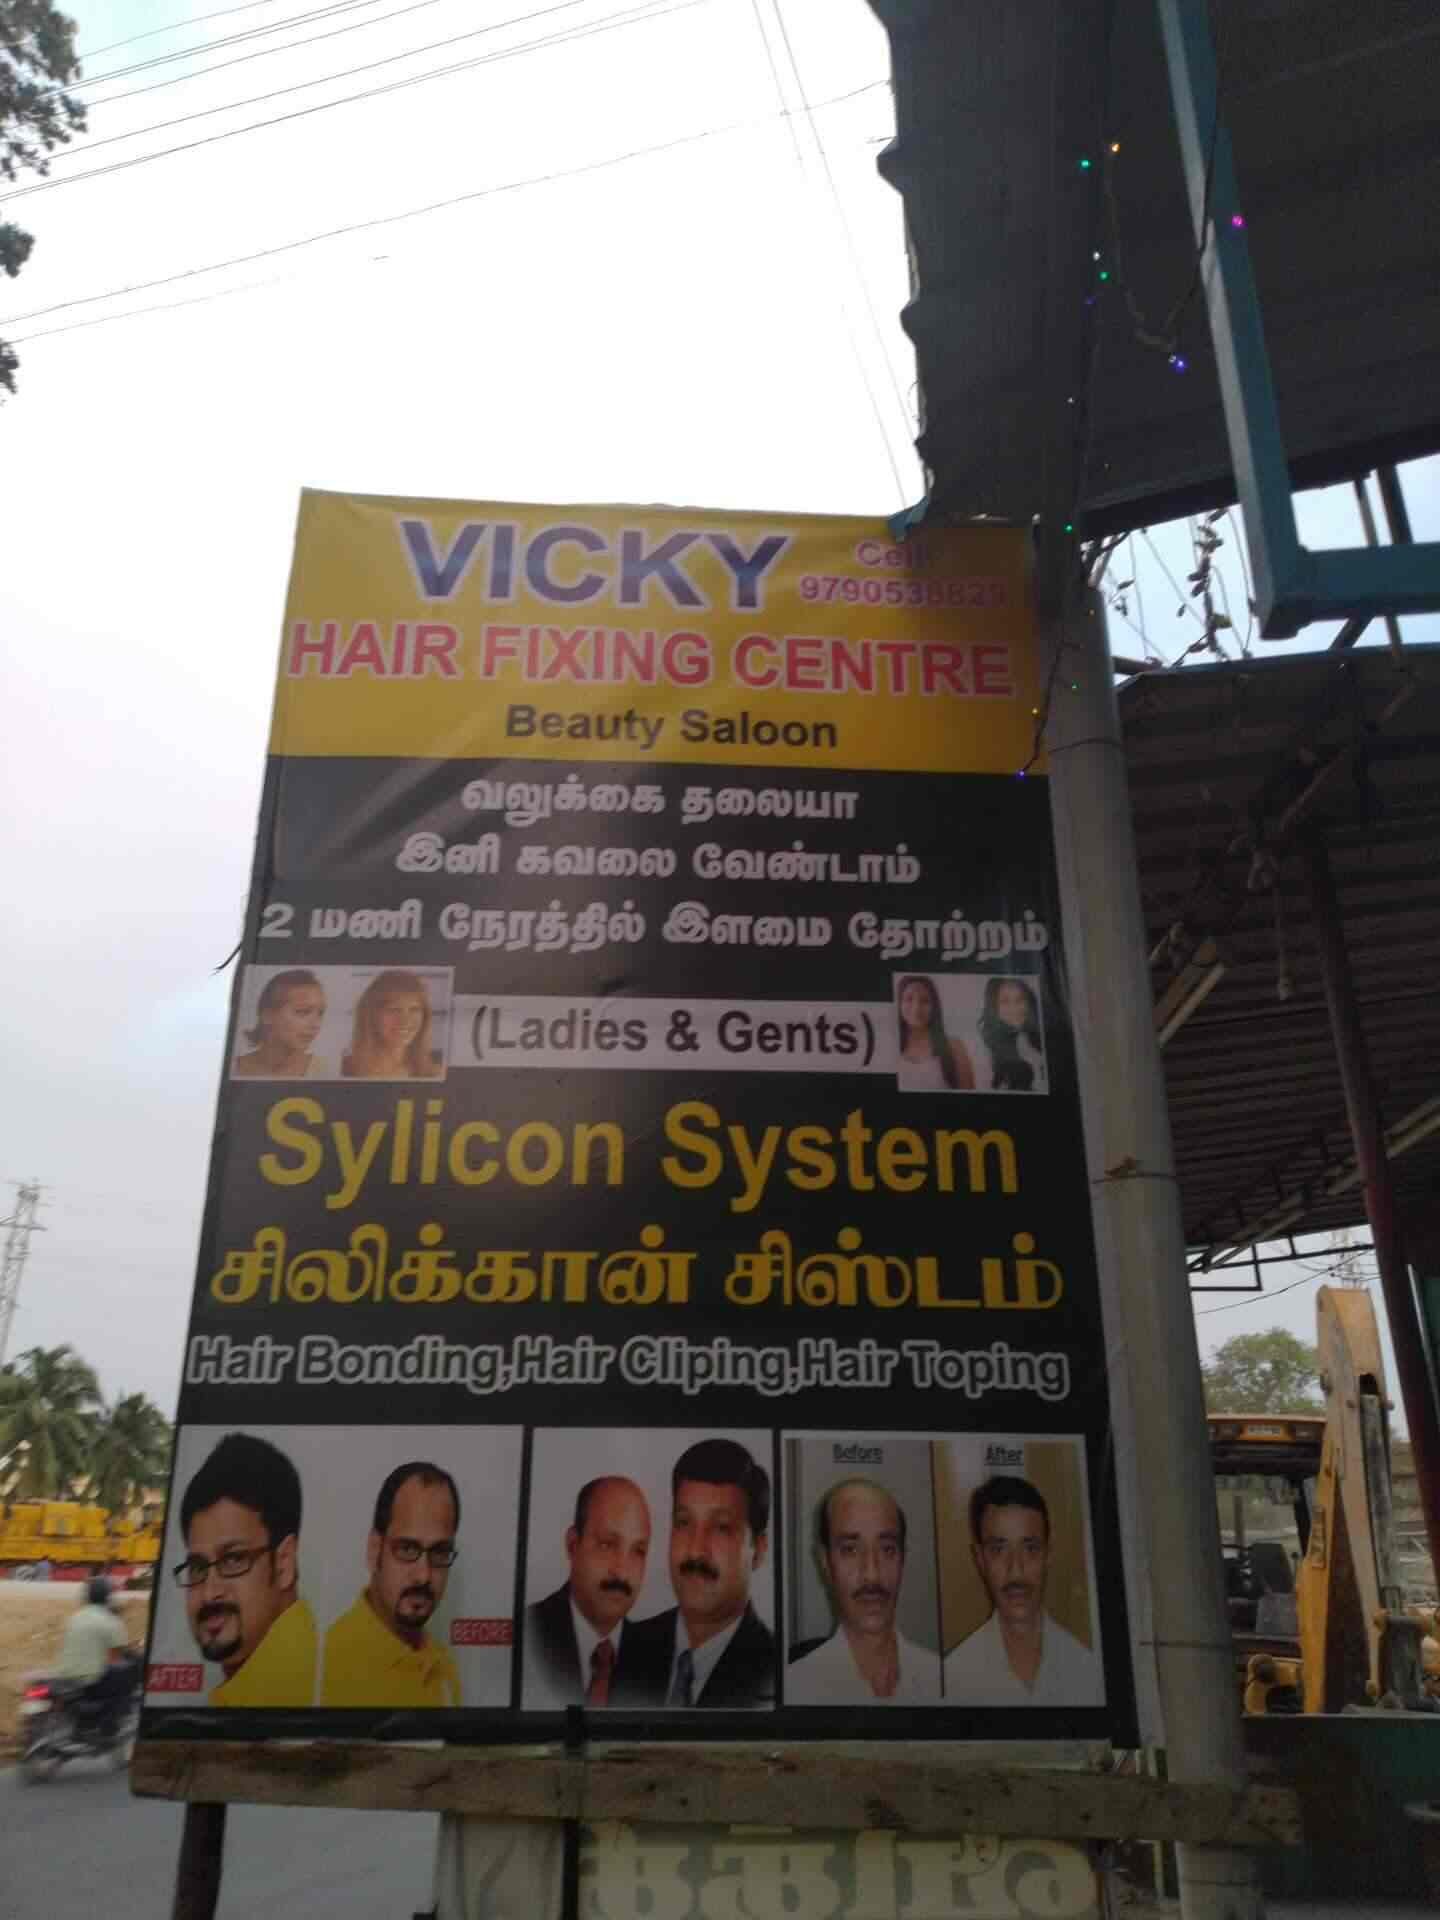 VICKY
Cell:
HAIR FIXING CENTRE
Beauty Saloon
வலுக்கை தலையா
இனி கவலை வேண்டாம்
2 மணி நேரத்தில் இளமை தோற்றம்
(Ladies & Gents)
Sylicon System
சிலிக்கான் சிஸ்டம்
Hair Bonding,Hair Cliping,Hair Toping
AFTER
BEFORE
Before
After